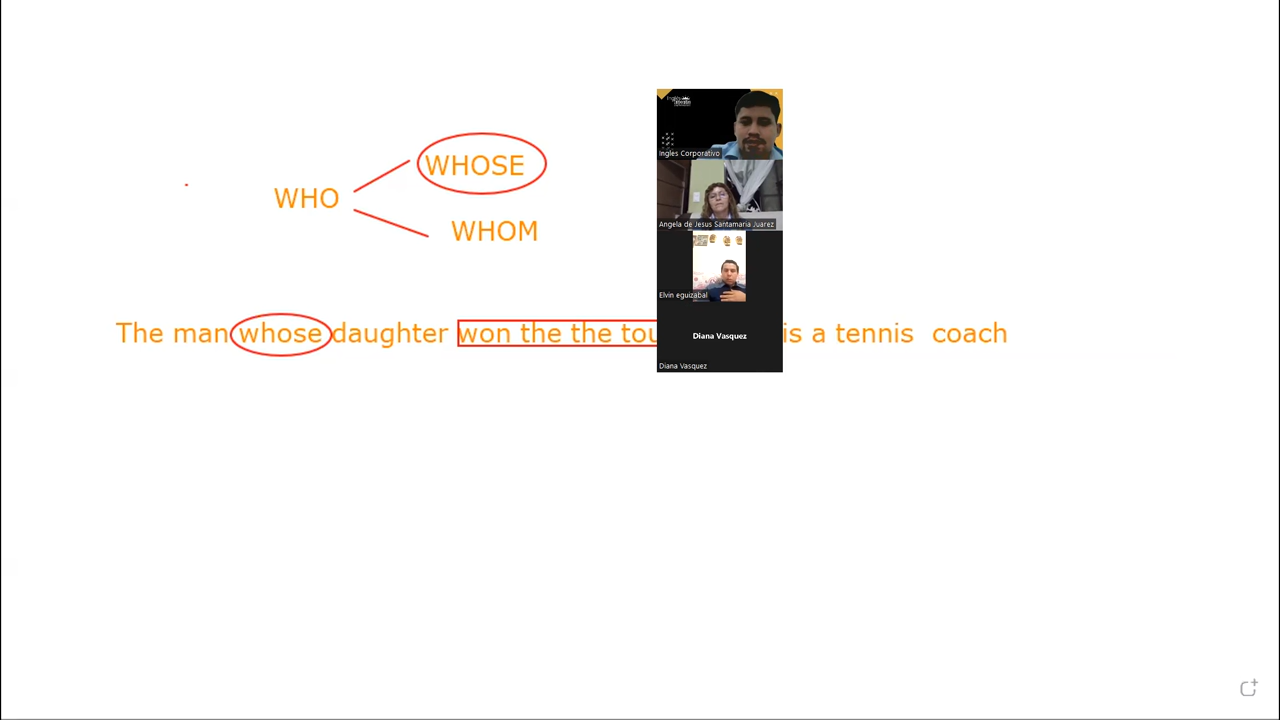 WHOSE
WHO
WHOM
The man whose daughter won the the is a tennis coach
Ingles Corporativo
Angela de Jesus Santamaria Juarez
Elvin eguizabal
Diana Vasquez
Diana Vasquez